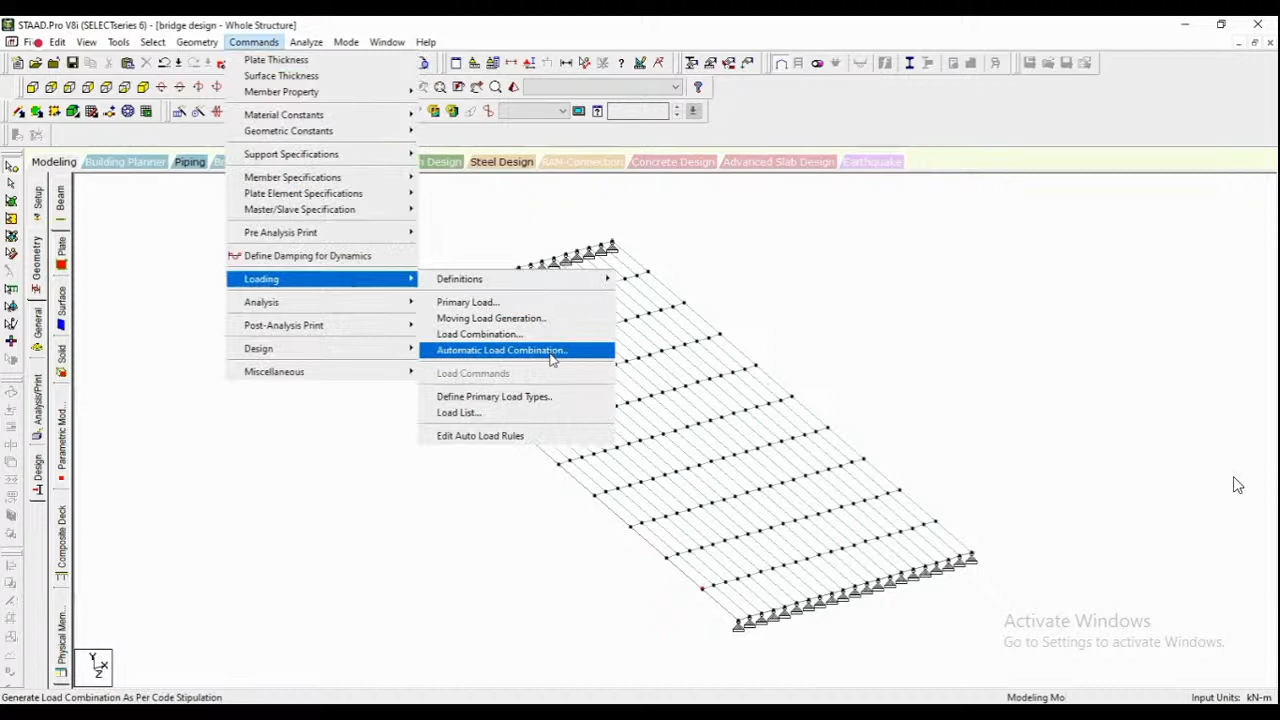 STAAD.Pro V8i (SELECTseries 6) - [bridge design - Whole Structure]
Edit View Tools Select Geometry Commands Analyze Mode Window Help
Plate Thickness
Surface Thickness
Member Property
Material Constants
Geometric Constants
Support Specifications
Member Specifications
Plate Element Specifications
Master/Slave Specification
Pre Analysis Print
Define Damping for Dynamics
Loading
Analysis
Post-Analysis Print
Design
Miscellaneous
Definitions
Primary Load...
Moving Load Generation..
Load Combination...
Automatic Load Combination..
Load Commands
Define Primary Load Types..
Load List...
Edit Auto Load Rules
Modeling Building Planner Piping Design Steel Design RAM-Connection Concrete Design Advanced Slab Design Earthquake
Setup
Geometry
General
Analysis/Print
Design
Beam
Plate
Surface
Solid
Parametric Mod...
Composite Deck
Physical Mem...
Y
X
Z
Activate Windows
Go to Settings to activate Windows.
Generate Load Combination As Per Code Stipulation
Modeling Mo
Input Units: kN-m